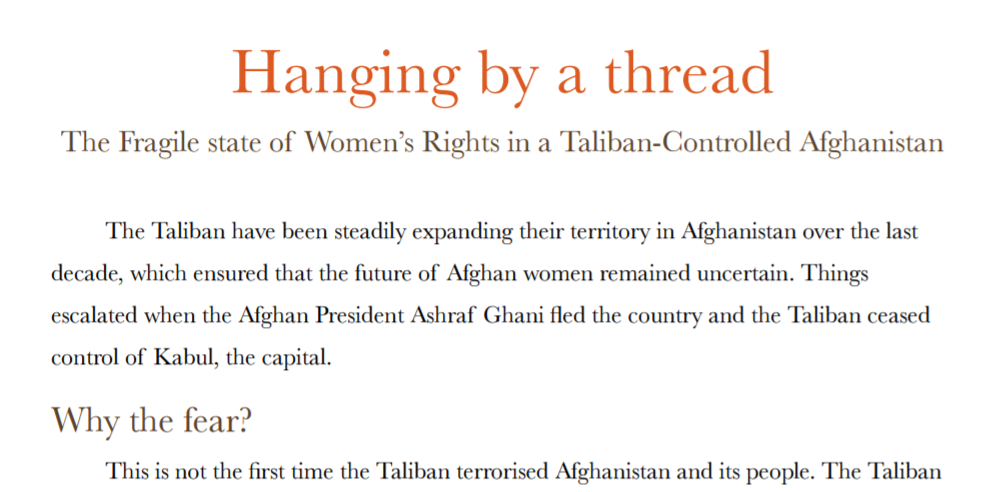 Hanging by a thread
The Fragile state of Women’s Rights in a Taliban-Controlled Afghanistan
The Taliban have been steadily expanding their territory in Afghanistan over the last
decade, which ensured that the future of Afghan women remained uncertain. Things
escalated when the Afghan President Ashraf Ghani fled the country and the Taliban ceased
control of Kabul, the capital.
Why the fear?
This is not the first time the Taliban terrorised Afghanistan and its people. The Taliban